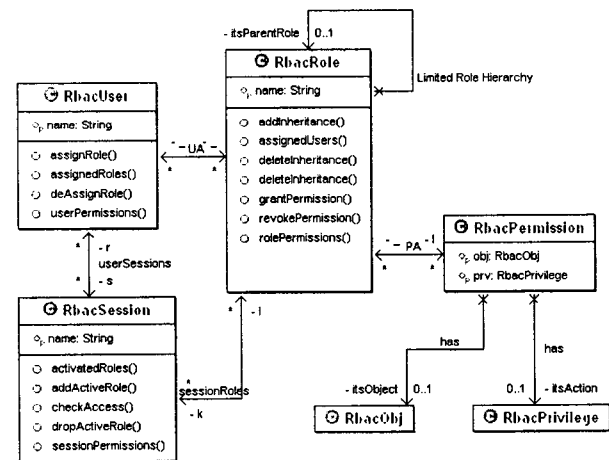 - itsParentRole 0..1
RbacRole
name: String
addInheritance()
assignedUsers()
deleteInheritance()
deleteInheritance()
grantPermission()
revokePermission()
rolePermissions()
Limited Role Hierarchy
RbacUser
name: String
assignRole()
assignedRoles()
deAssignRole()
userPermissions()
- UA -
* *
- PA -
* *
RbacPermission
obj: RbacObj
prv: RbacPrivilege
* - r
userSessions
* - s
RbacSession
name: String
activatedRoles()
addActiveRole()
checkAccess()
dropActiveRole()
sessionPermissions()
*
*
sessionRoles
- k
has
has
- itsObject 0..1
0..1 - itsAction
RbacObj
RbacPrivilege